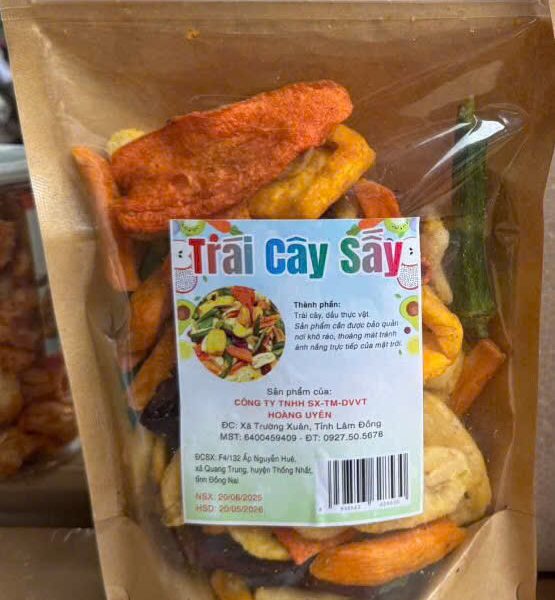 Trái Cây Sấy
Thành phần:
Trái cây, dầu thực vật
Sản phẩm cần được bảo quản
nơi khô ráo, thoáng mát tránh
ánh nắng trực tiếp của mặt trời.
Sản phẩm của:
CÔNG TY TNHH SX-TM-DVVT
HOÀNG UYÊN
ĐC: Xã Trường Xuân, Tỉnh Lâm Đồng
MST: 6400459409 - ĐT: 0927.50.5678
ĐCSX: F4/132 Ấp Nguyễn Huệ,
xã Quang Trung, huyện Thống Nhất,
tỉnh Đồng Nai
NSX: 20/06/2025
HSD: 20/05/2026